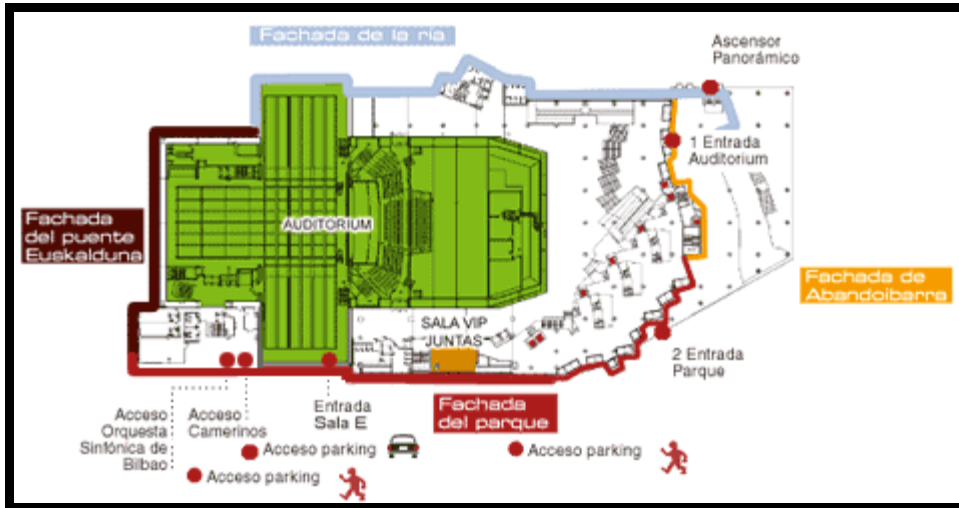 Fachada de la ría
Ascensor
Panorámico
1 Entrada
Auditorium
Fachada
del puente
Euskalduna
AUDITORIUM
Fachada de
Abandoibarra
SALA VIP
JUNTAS
2 Entrada
Parque
Acceso
Orquesta
Sinfónica de
Bilbao
Acceso
Camerinos
Entrada
Sala E
Fachada
del parque
Acceso parking
Acceso parking
Acceso parking